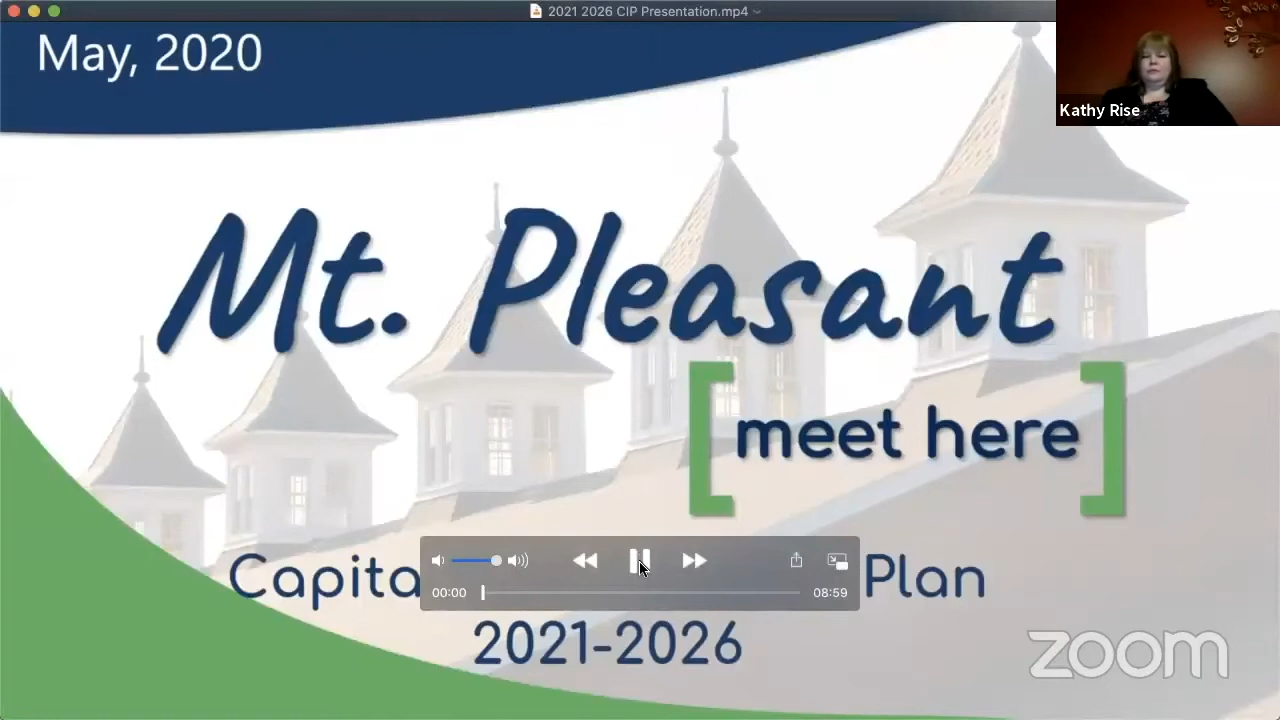 2021 2026 CIP Presentation.mp4
May, 2020
Kathy Rise
Mt. Pleasant
[meet here]
Capita Plan
00:00 08:59
2021-2026
zoom